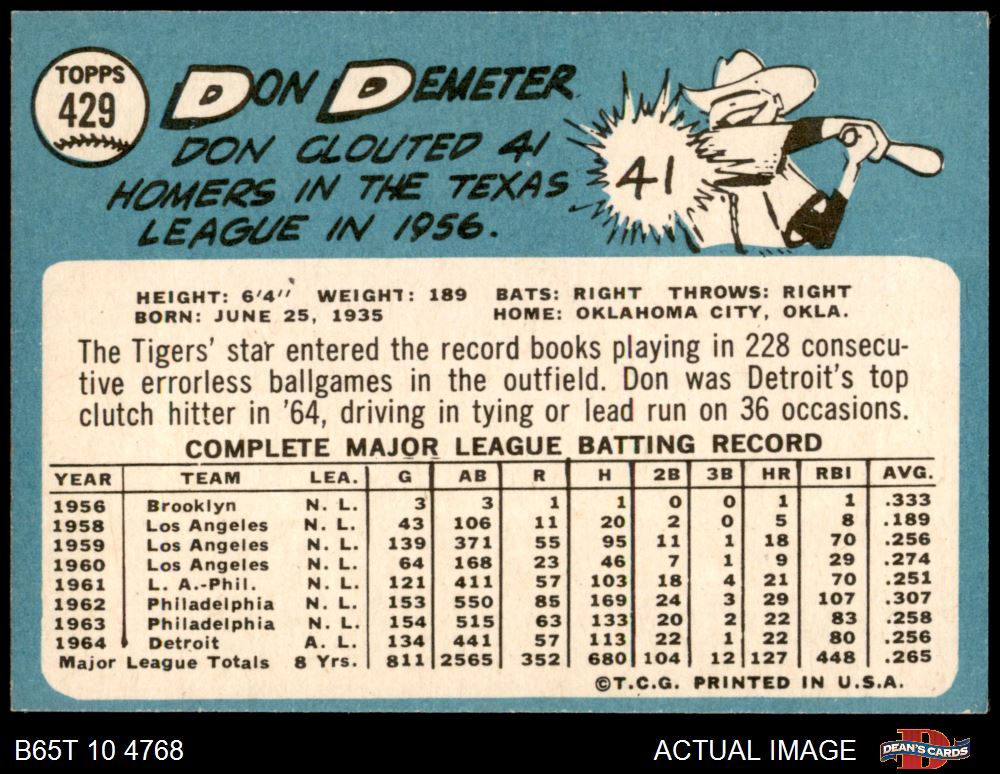 TOPPS
429
DON DEMETER
DON CLOUTED 41
HOMERS IN THE TEXAS
LEAGUE IN 1956.
41
HEIGHT: 6'4" WEIGHT: 189 BATS: RIGHT THROWS: RIGHT
BORN: JUNE 25, 1935 HOME: OKLAHOMA CITY, OKLA.
The Tigers' star entered the record books playing in 228 consecu-
tive errorless ballgames in the outfield. Don was Detroit's top
clutch hitter in '64, driving in tying or lead run on 36 occasions.
COMPLETE MAJOR LEAGUE BATTING RECORD
YEAR TEAM LEA. G AB R H 2B 3B HR RBI AVG.
1956 Brooklyn N. L. 3 3 1 1 0 0 1 1 .333
1958 Los Angeles N. L. 43 106 11 20 2 0 5 8 .189
1959 Los Angeles N. L. 139 371 55 95 11 1 18 70 .256
1960 Los Angeles N. L. 64 168 23 46 7 1 9 29 .274
1961 L. A.-Phil. N. L. 121 411 57 103 18 4 21 70 .251
1962 Philadelphia N. L. 153 550 85 169 24 3 29 107 .307
1963 Philadelphia N. L. 154 515 63 133 20 2 22 83 .258
1964 Detroit A. L. 134 441 57 113 22 1 22 80 .256
Major League Totals 8 Yrs. 811 2565 352 680 104 12 127 448 .265
©T.C.G. PRINTED IN U.S.A.
B65T 10 4768 ACTUAL IMAGE DEAN'S CARDS